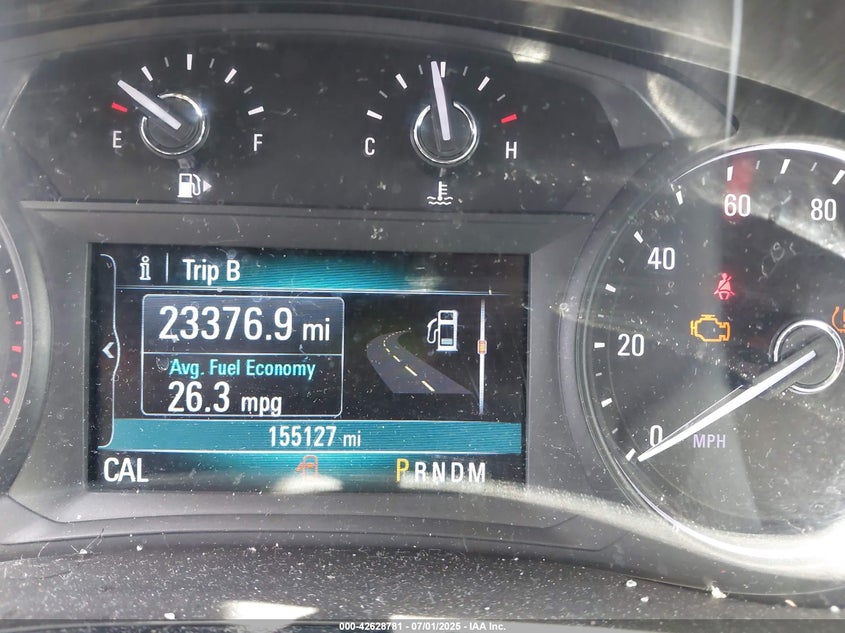 E F
C H
60
80
40
20
0
MPH
i Trip B
23376.9 mi
Avg. Fuel Economy
26.3 mpg
155127 mi
CAL
PRNDM
000-42628781 - 07/01/2025 - IAA Inc.